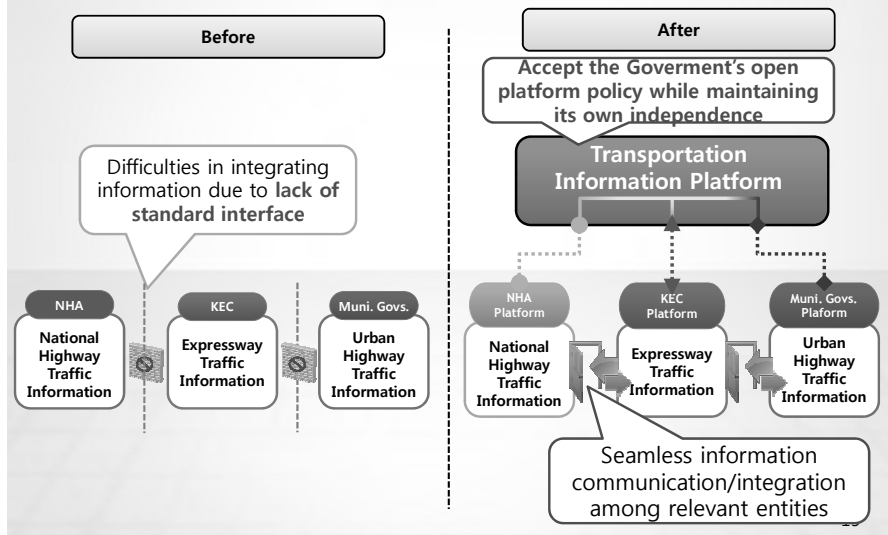 Before
Difficulties in integrating
information due to lack of
standard interface
NHA
National
Highway
Traffic
Information
KEC
Expressway
Traffic
Information
Muni. Govs.
Urban
Highway
Traffic
Information
After
Accept the Goverment's open
platform policy while maintaining
its own independence
Transportation
Information Platform
NHA
Platform
National
Highway
Traffic
Information
KEC
Platform
Expressway
Traffic
Information
Muni. Govs.
Plaform
Urban
Highway
Traffic
Information
Seamless information
communication/integration
among relevant entities